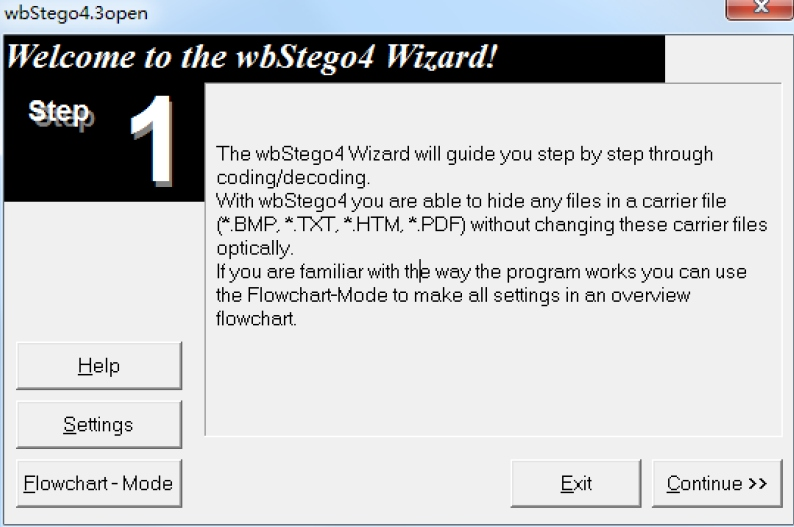 wbStego4.3open
Welcome to the wbStego4 Wizard!
Step 1
The wbStego4 Wizard will guide you step by step through
coding/decoding.
With wbStego4 you are able to hide any files in a carrier file
(*.BMP, *.TXT, *.HTM, *.PDF) without changing these carrier files
optically.
If you are familiar with the way the program works you can use
the Flowchart-Mode to make all settings in an overview
flowchart.
Help
Settings
Flowchart - Mode
Exit
Continue >>